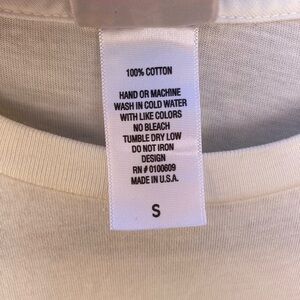 100% COTTON
HAND OR MACHINE
WASH IN COLD WATER
WITH LIKE COLORS
NO BLEACH
TUMBLE DRY LOW
DO NOT IRON
DESIGN
RN # 0100609
MADE IN U.S.A.
S